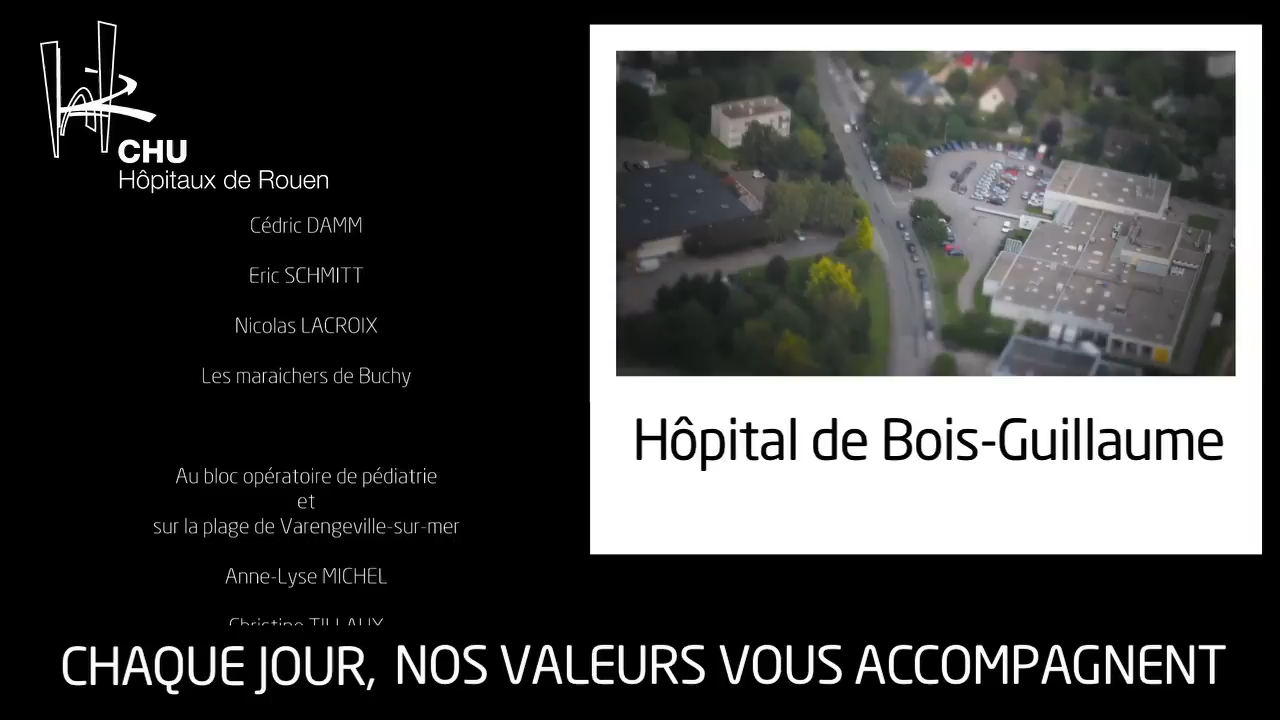 CHU
Hôpitaux de Rouen
Cédric DAMM
Eric SCHMITT
Nicolas LACROIX
Les maraichers de Buchy
Au bloc opératoire de pédiatrie
et
sur la plage de Varengeville-sur-mer
Anne-Lyse MICHEL
Christine
Hôpital de Bois-Guillaume
CHAQUE JOUR, NOS VALEURS VOUS ACCOMPAGNENT